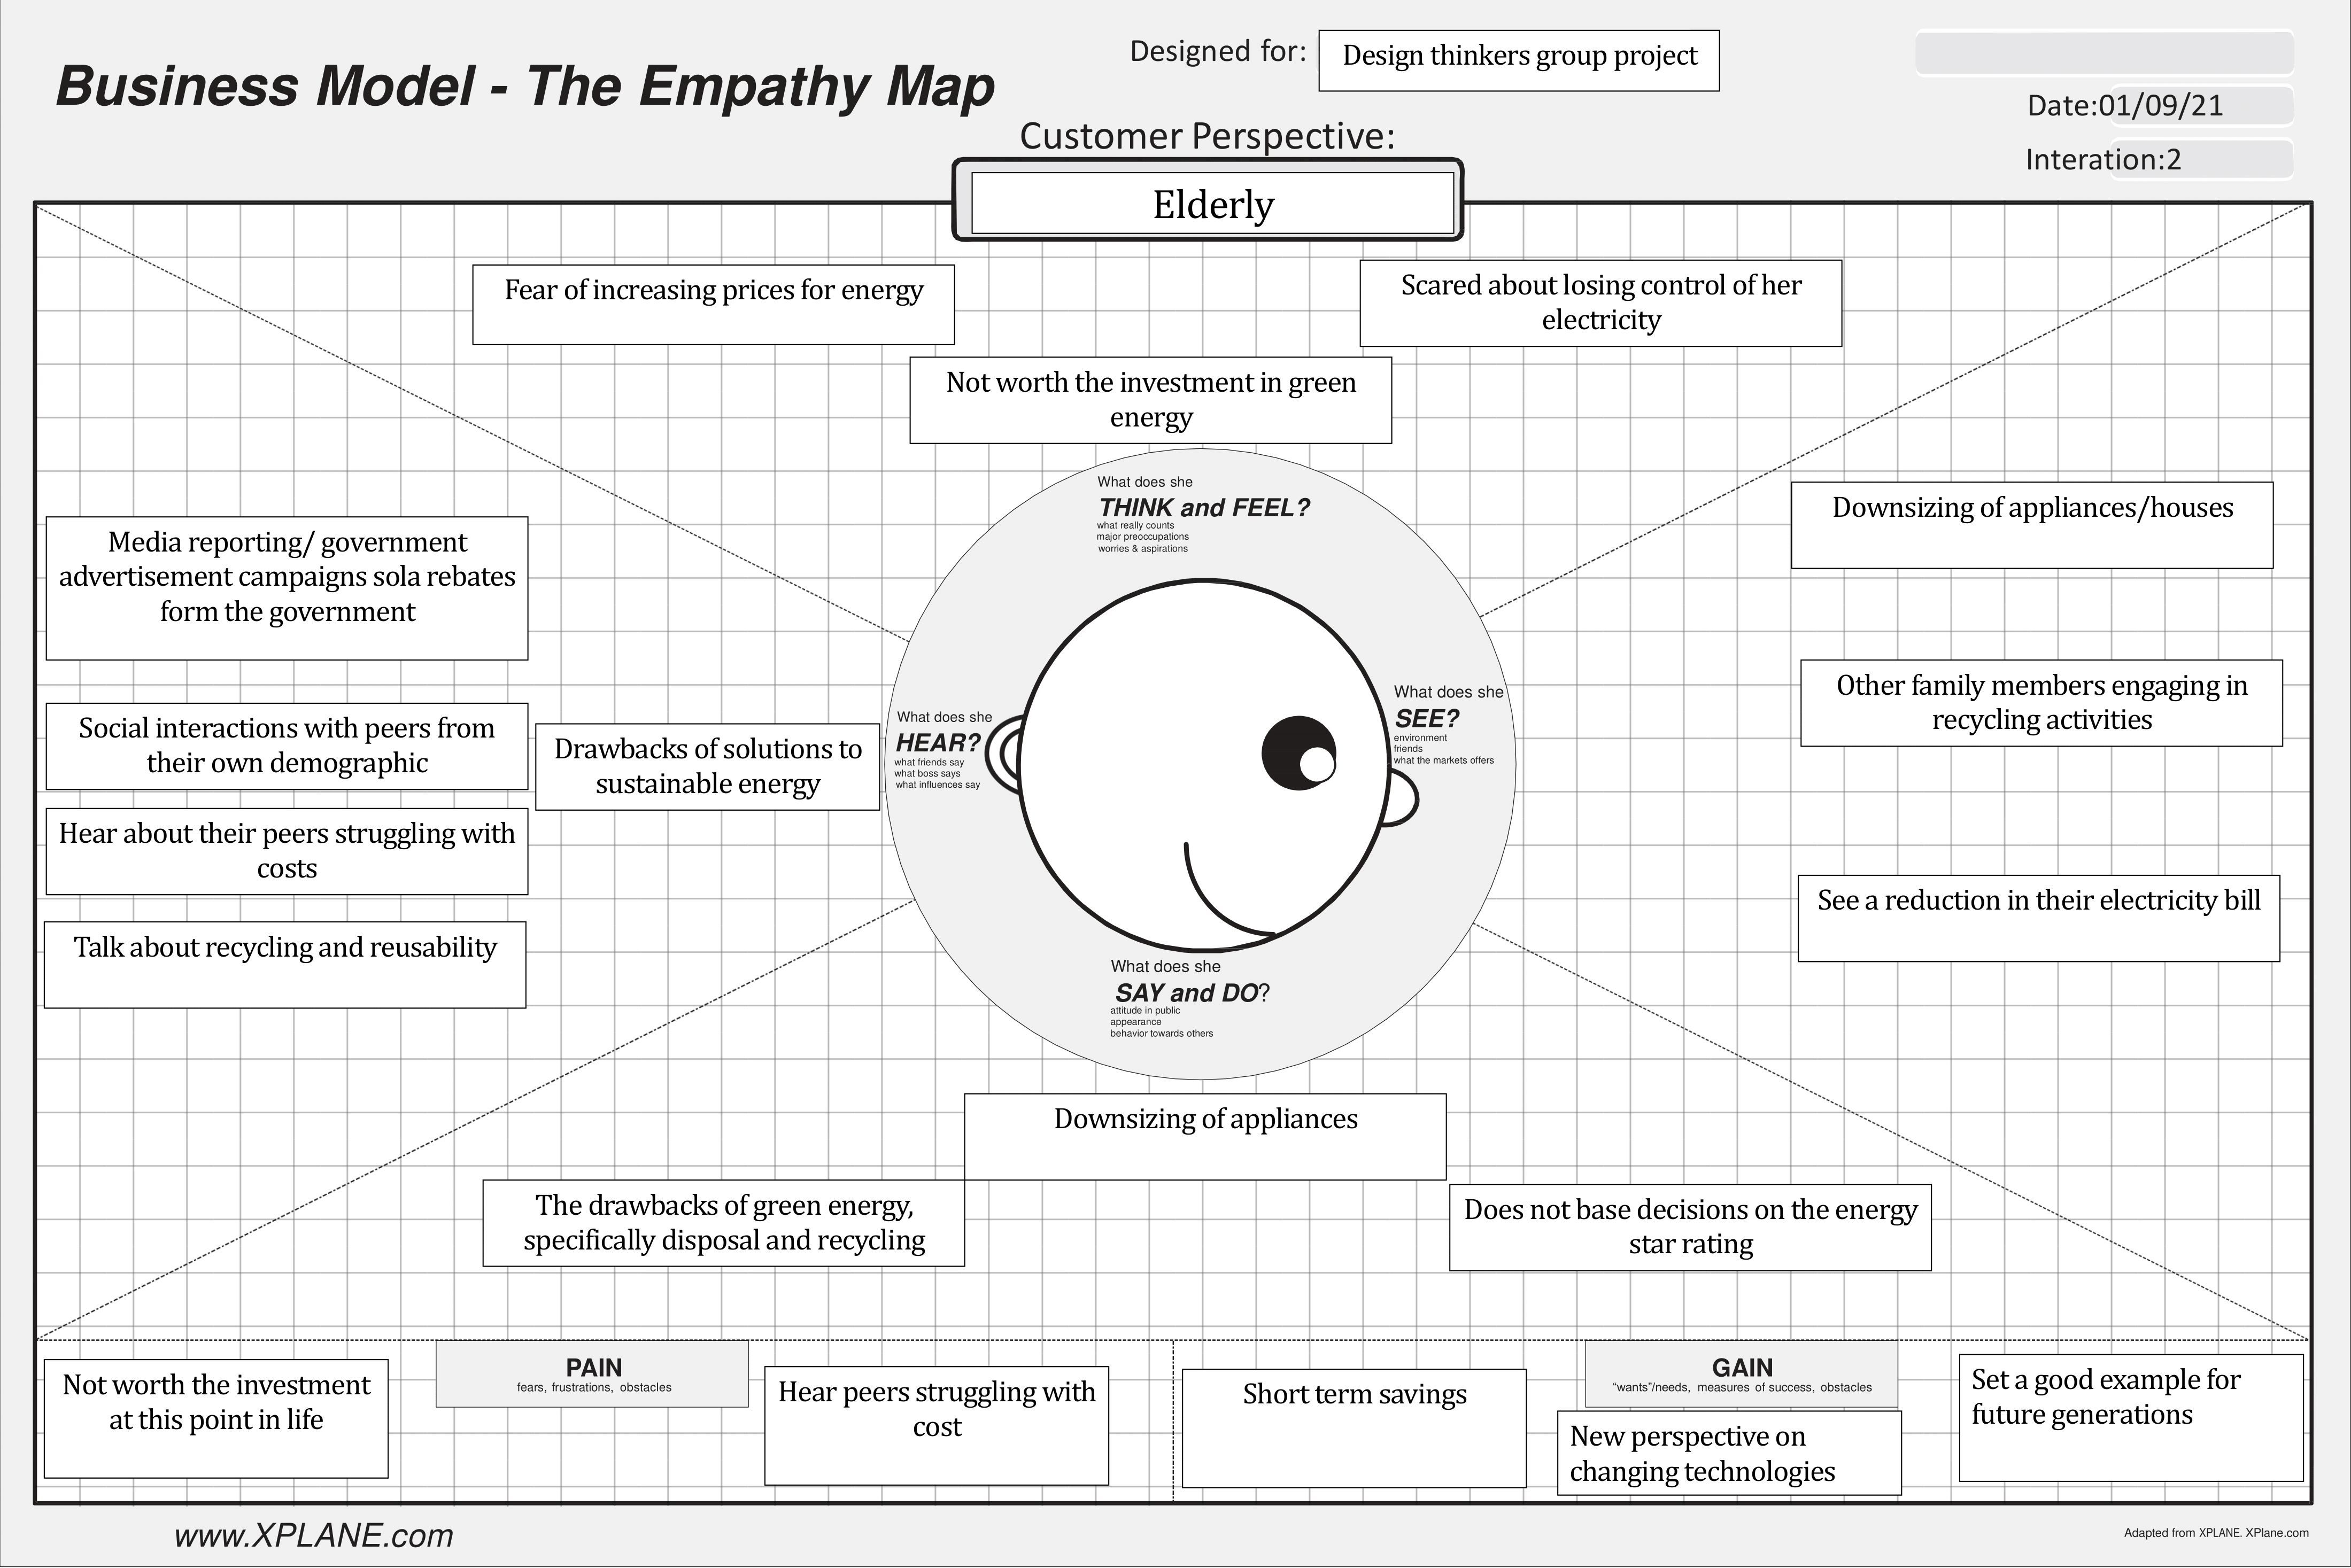 Business Model - The Empathy Map
Designed for:
Design thinkers group project
Date:01/09/21
Interation:2
Customer Perspective:
Elderly
Fear of increasing prices for energy
Scared about losing control of her
electricity
Not worth the investment in green
energy
What does she
THINK and FEEL?
what really counts
major preoccupations
worries & aspirations
Media reporting/ government
advertisement campaigns sola rebates
form the government
Social interactions with peers from
their own demographic
Drawbacks of solutions to
sustainable energy
Hear about their peers struggling with
costs
Talk about recycling and reusability
What does she
HEAR?
what friends say
what boss says
what influences say
What does she
SEE?
environment
friends
what the markets offers
Downsizing of appliances/houses
Other family members engaging in
recycling activities
See a reduction in their electricity bill
What does she
SAY and DO?
attitude in public
appearance
behavior towards others
Downsizing of appliances
The drawbacks of green energy,
specifically disposal and recycling
Does not base decisions on the energy
star rating
Not worth the investment
at this point in life
PAIN
fears, frustrations, obstacles
Hear peers struggling with
cost
Short term savings
GAIN
“wants”/needs, measures of success, obstacles
New perspective on
changing technologies
Set a good example for
future generations
www.XPLANE.com
Adapted from XPLANE. XPlane.com